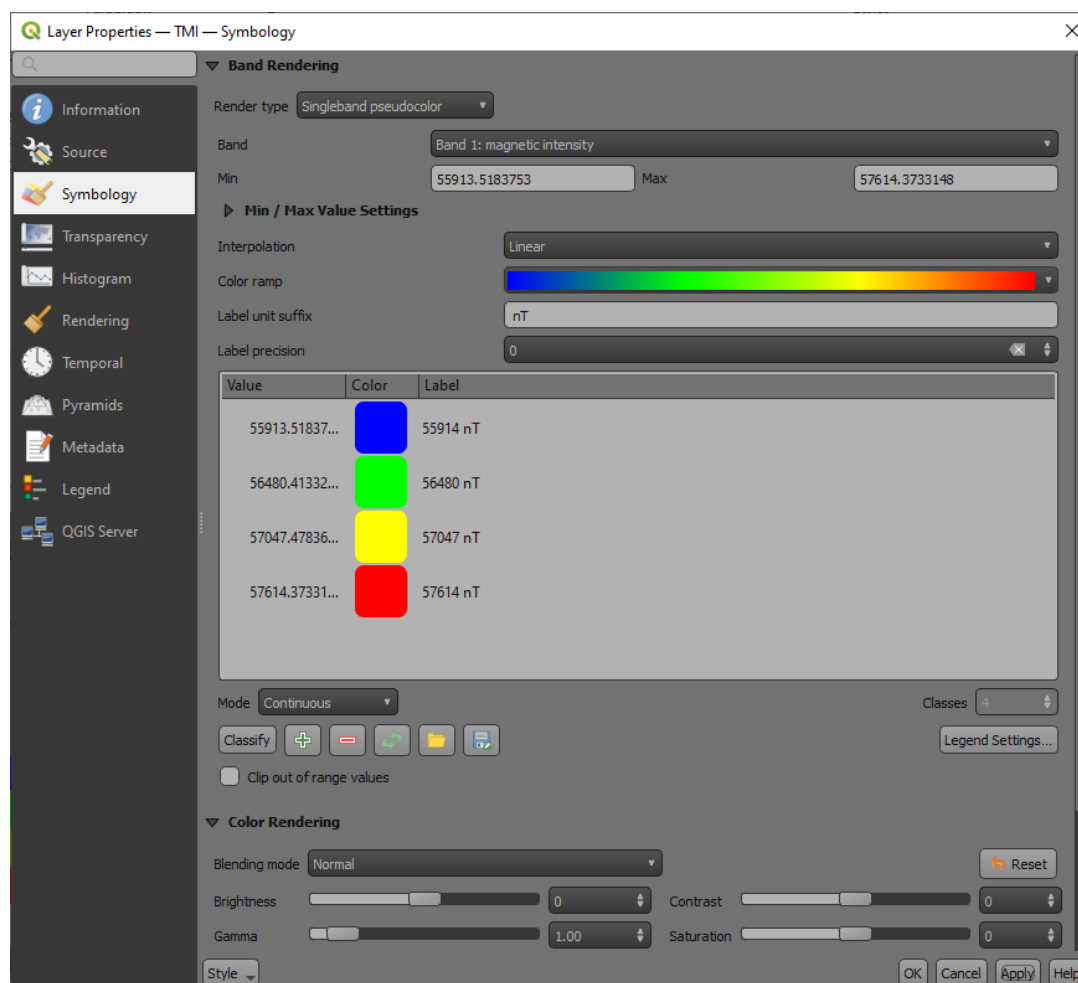 Layer Properties — TMI — Symbology
Information
Source
Symbology
Transparency
Histogram
Rendering
Temporal
Pyramids
Metadata
Legend
QGIS Server
Band Rendering
Render type Singleband pseudocolor
Band Band 1: magnetic intensity
Min 55913.5183753 Max 57614.3733148
Min / Max Value Settings
Interpolation Linear
Color ramp
Label unit suffix nT
Label precision 0
Value Color Label
55913.51837... 55914 nT
56480.41332... 56480 nT
57047.47836... 57047 nT
57614.37331... 57614 nT
Mode Continuous Classes 4
Classify Legend Settings...
Clip out of range values
Color Rendering
Blending mode Normal Reset
Brightness 0 Contrast 0
Gamma 1.00 Saturation 0
Style OK Cancel Apply Help